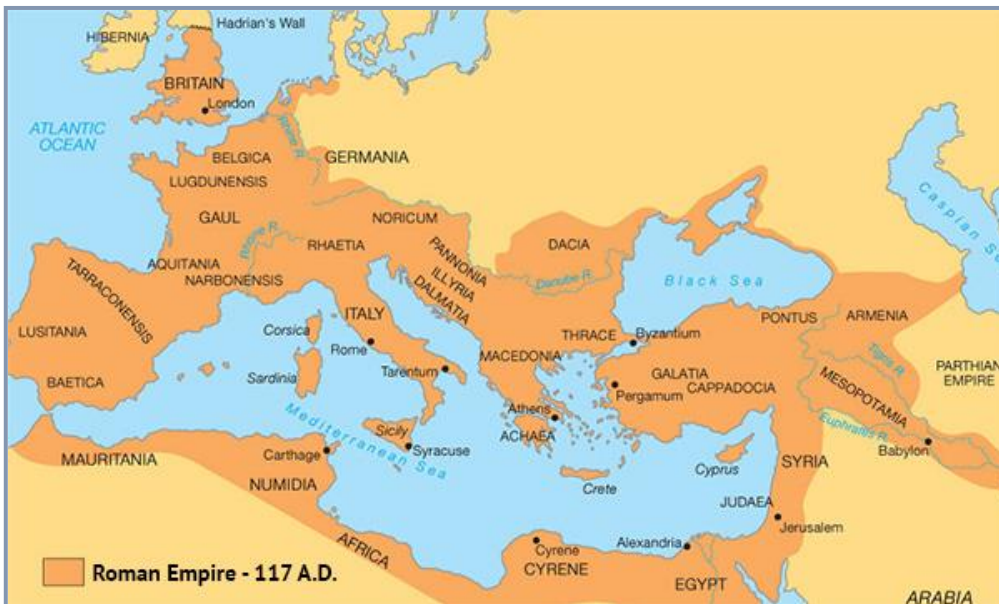 Hadrian's Wall
HIBERNIA
BRITAIN
London
ATLANTIC
OCEAN
BELGICA
Rhine R.
GERMANIA
LUGDUNENSIS
GAUL
NORICUM
Rhone R.
RHAETIA
DACIA
Caspian Se
AQUITANIA
NARBONENSIS
PANNONIA
ILLYRIA
DALMATIA
Danube R.
Black Sea
TARRACONENSIS
LUSITANIA
BAETICA
Corsica
ITALY
Rome
Sardinia
Tarentum
THRACE
Byzantium
PONTUS
ARMENIA
MACEDONIA
GALATIA
CAPPADOCIA
Pergamum
Tigris R.
PARTHIAN
EMPIRE
MESOPOTAMIA
Athens
ACHAEA
Mediterranean Sea
Sicily
Syracuse
Carthage
MAURITANIA
NUMIDIA
Crete
Cyprus
SYRIA
Euphrates R.
Babylon
JUDAEA
Jerusalem
AFRICA
Cyrene
CYRENE
Alexandria
EGYPT
ARABIA
Roman Empire - 117 A.D.